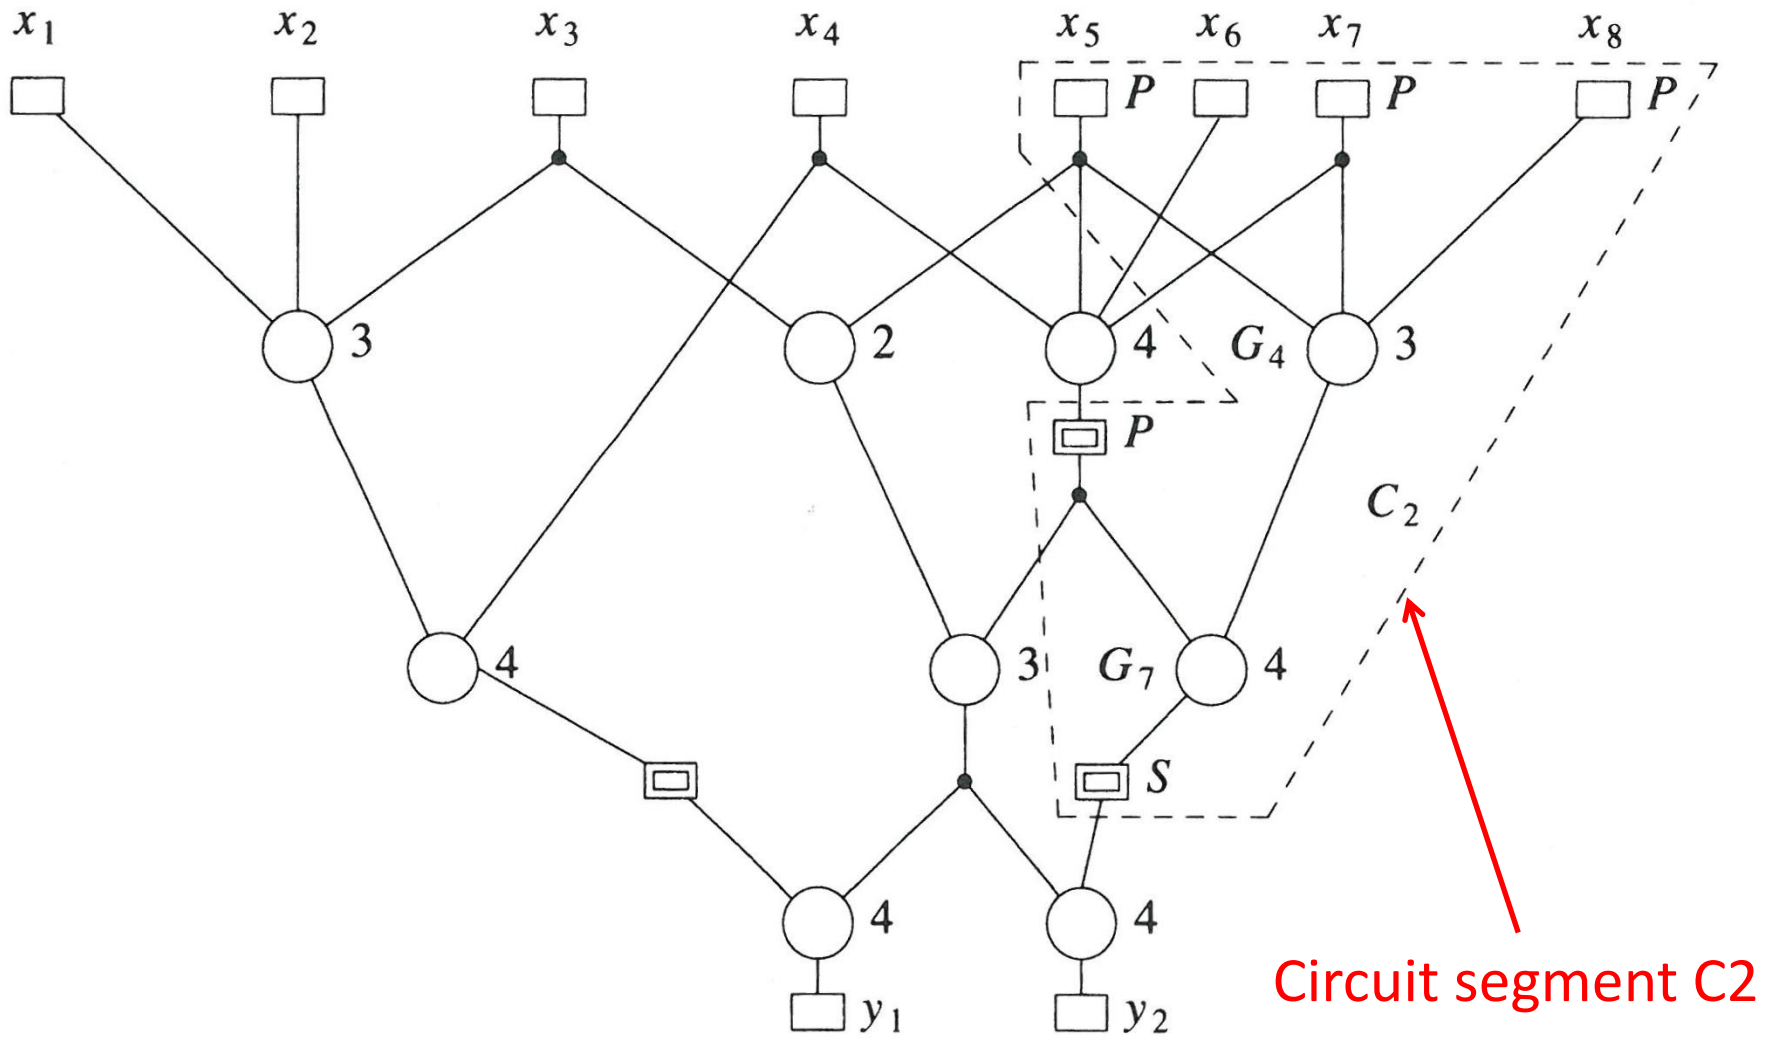 x1 x2 x3 x4 x5 x6 x7 x8
P P P
3 2 4 G4 3
P
C2
4 3 G7 4
S
4 4
y1 y2
Circuit segment C2